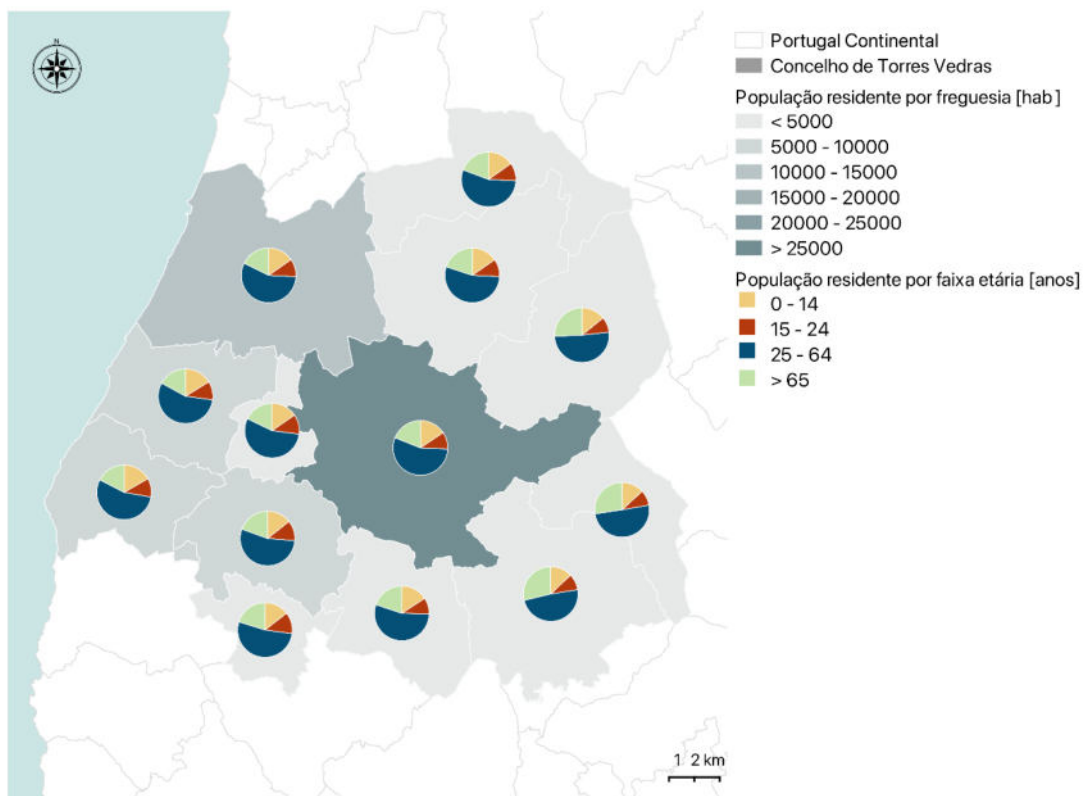 N
Portugal Continental
Concelho de Torres Vedras
População residente por freguesia [hab]
< 5000
5000 - 10000
10000 - 15000
15000 - 20000
20000 - 25000
> 25000
População residente por faixa etária [anos]
0 - 14
15 - 24
25 - 64
> 65
1 2 km